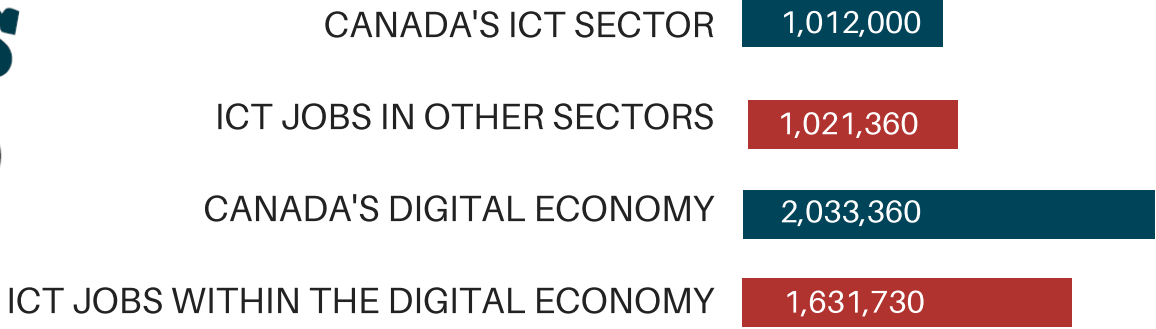 CANADA'S ICT SECTOR 1,012,000
ICT JOBS IN OTHER SECTORS 1,021,360
CANADA'S DIGITAL ECONOMY 2,033,360
ICT JOBS WITHIN THE DIGITAL ECONOMY 1,631,730